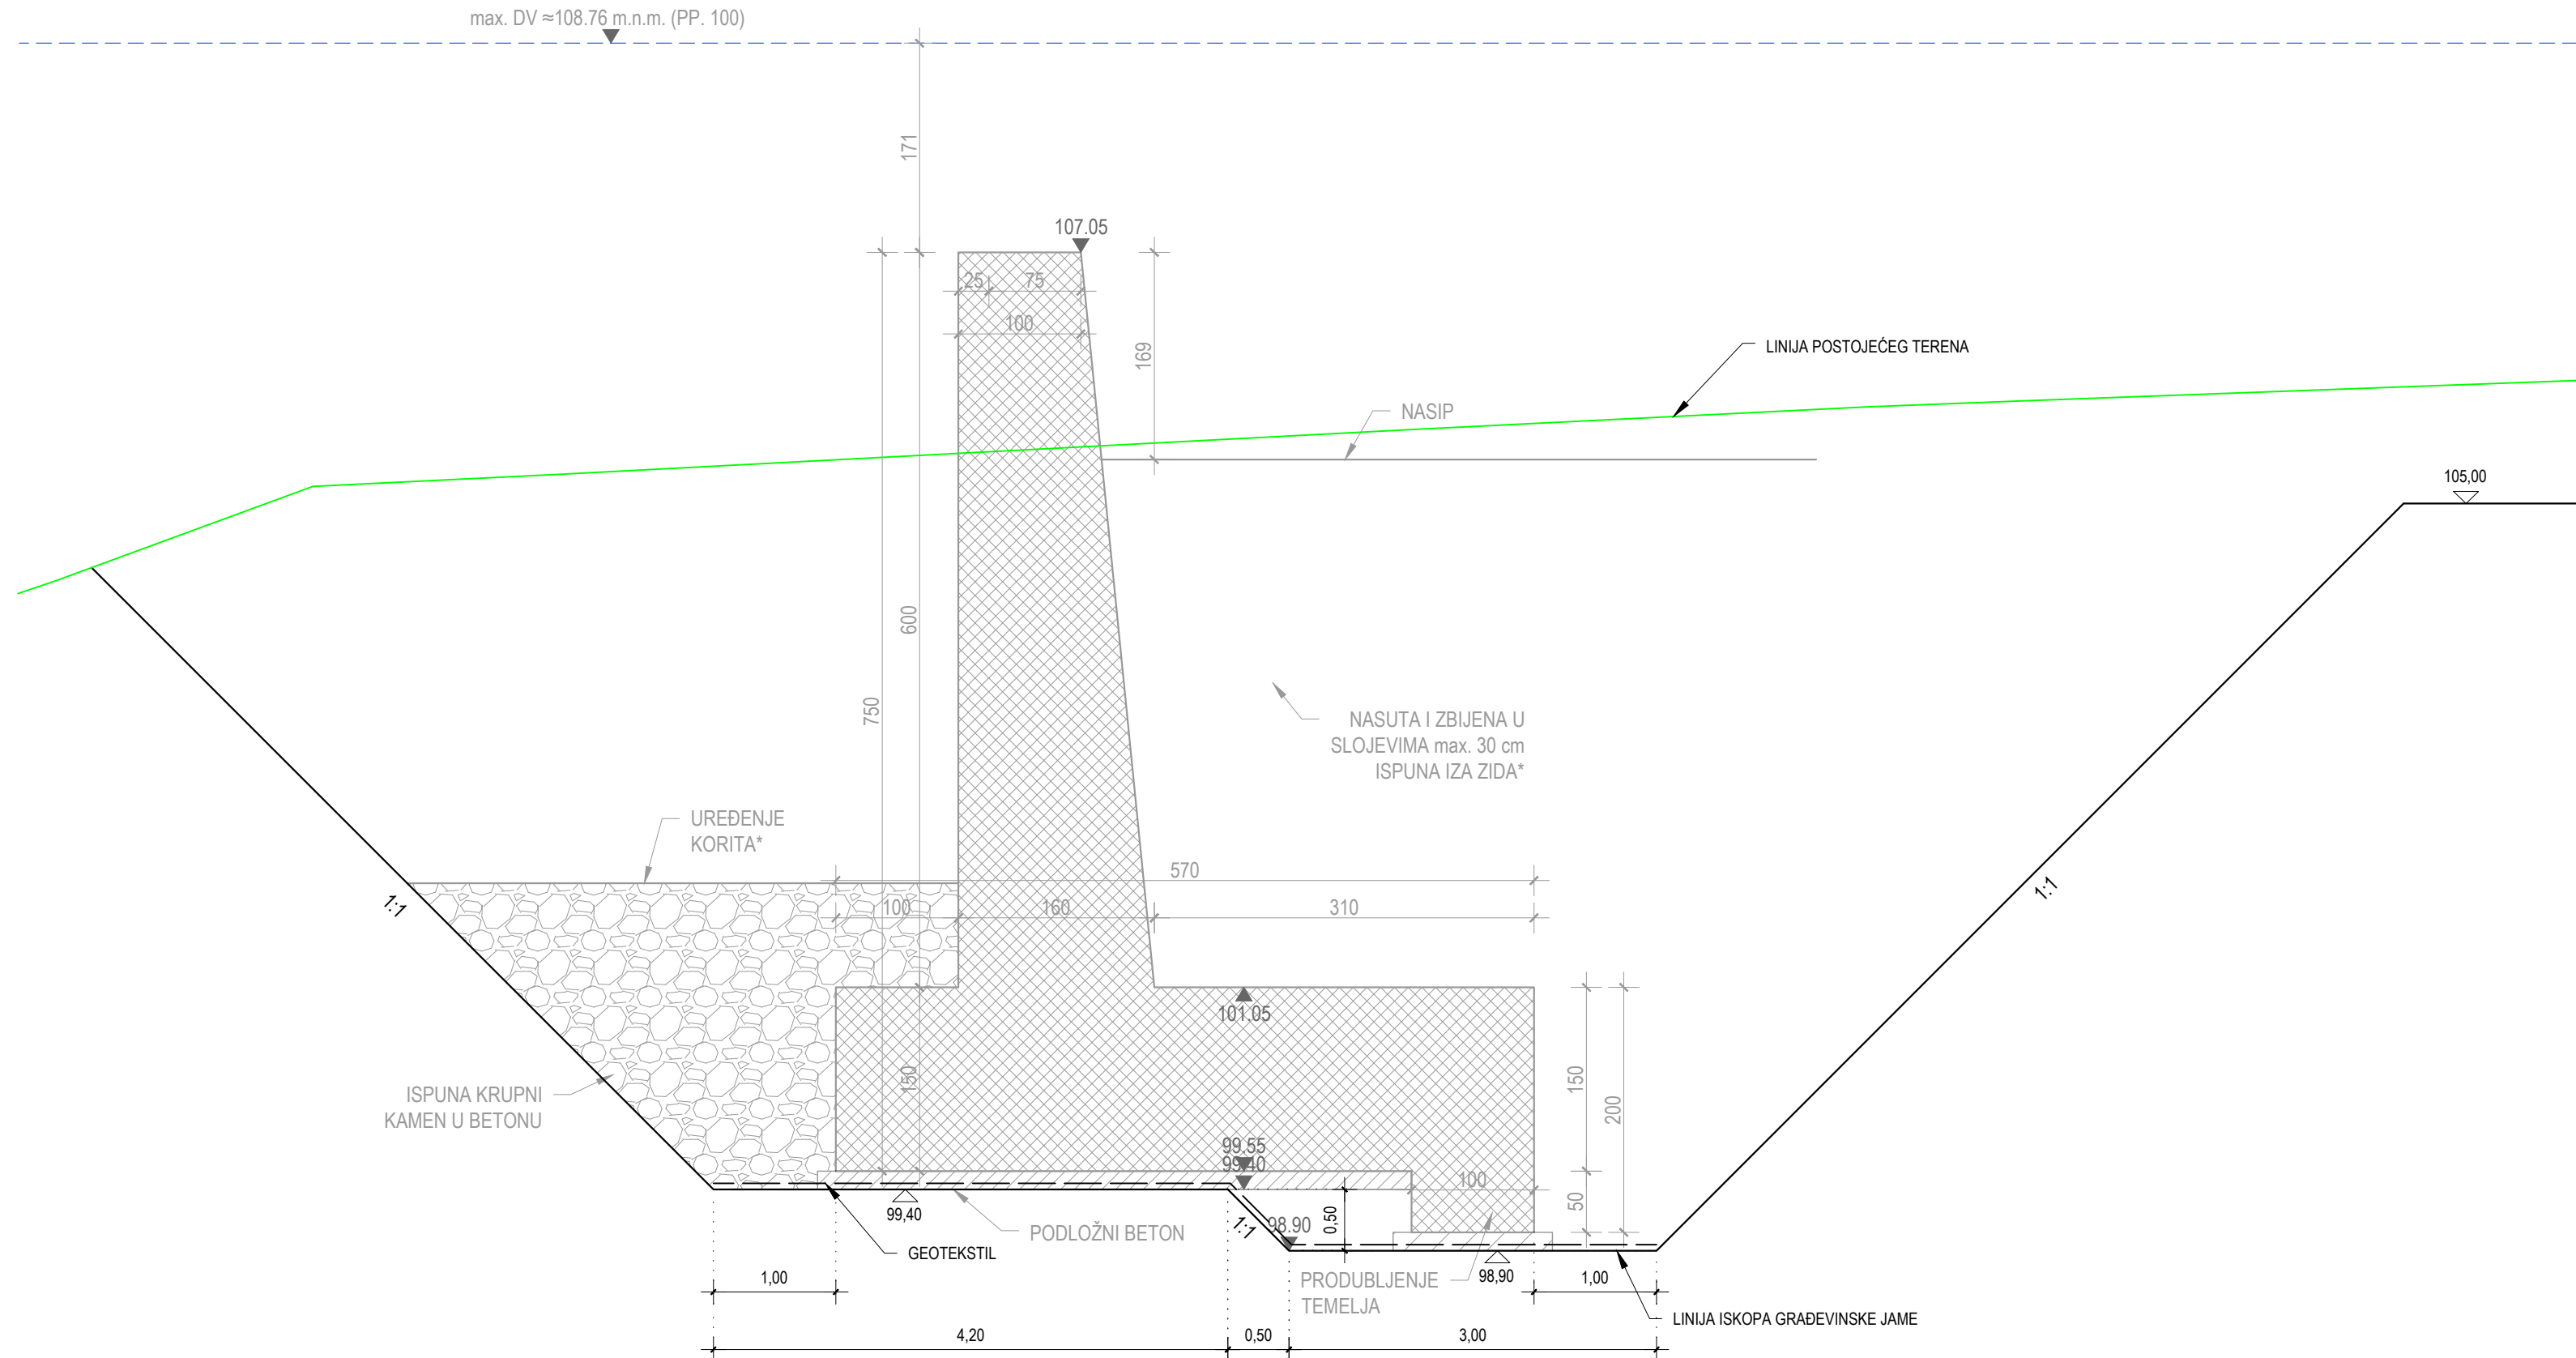 max. DV ≈108.76 m.n.m. (PP. 100)
171
107.05
25
75
100
169
LINIJA POSTOJEĆEG TERENA
NASIP
105,00
600
750
NASUTA I ZBIJENA U
SLOJEVIMA max. 30 cm
ISPUNA IZA ZIDA*
UREĐENJE
KORITA*
570
1:1
1:1
100
160
310
101.05
ISPUNA KRUPNI
KAMEN U BETONU
150
150
200
99.55
99.40
100
50
99,40
0,50
1:1
98.90
PODLOŽNI BETON
GEOTEKSTIL
1,00
PRODUBLJENJE
TEMELJA
98,90
1,00
LINIJA ISKOPA GRAĐEVINSKE JAME
4,20
0,50
3,00